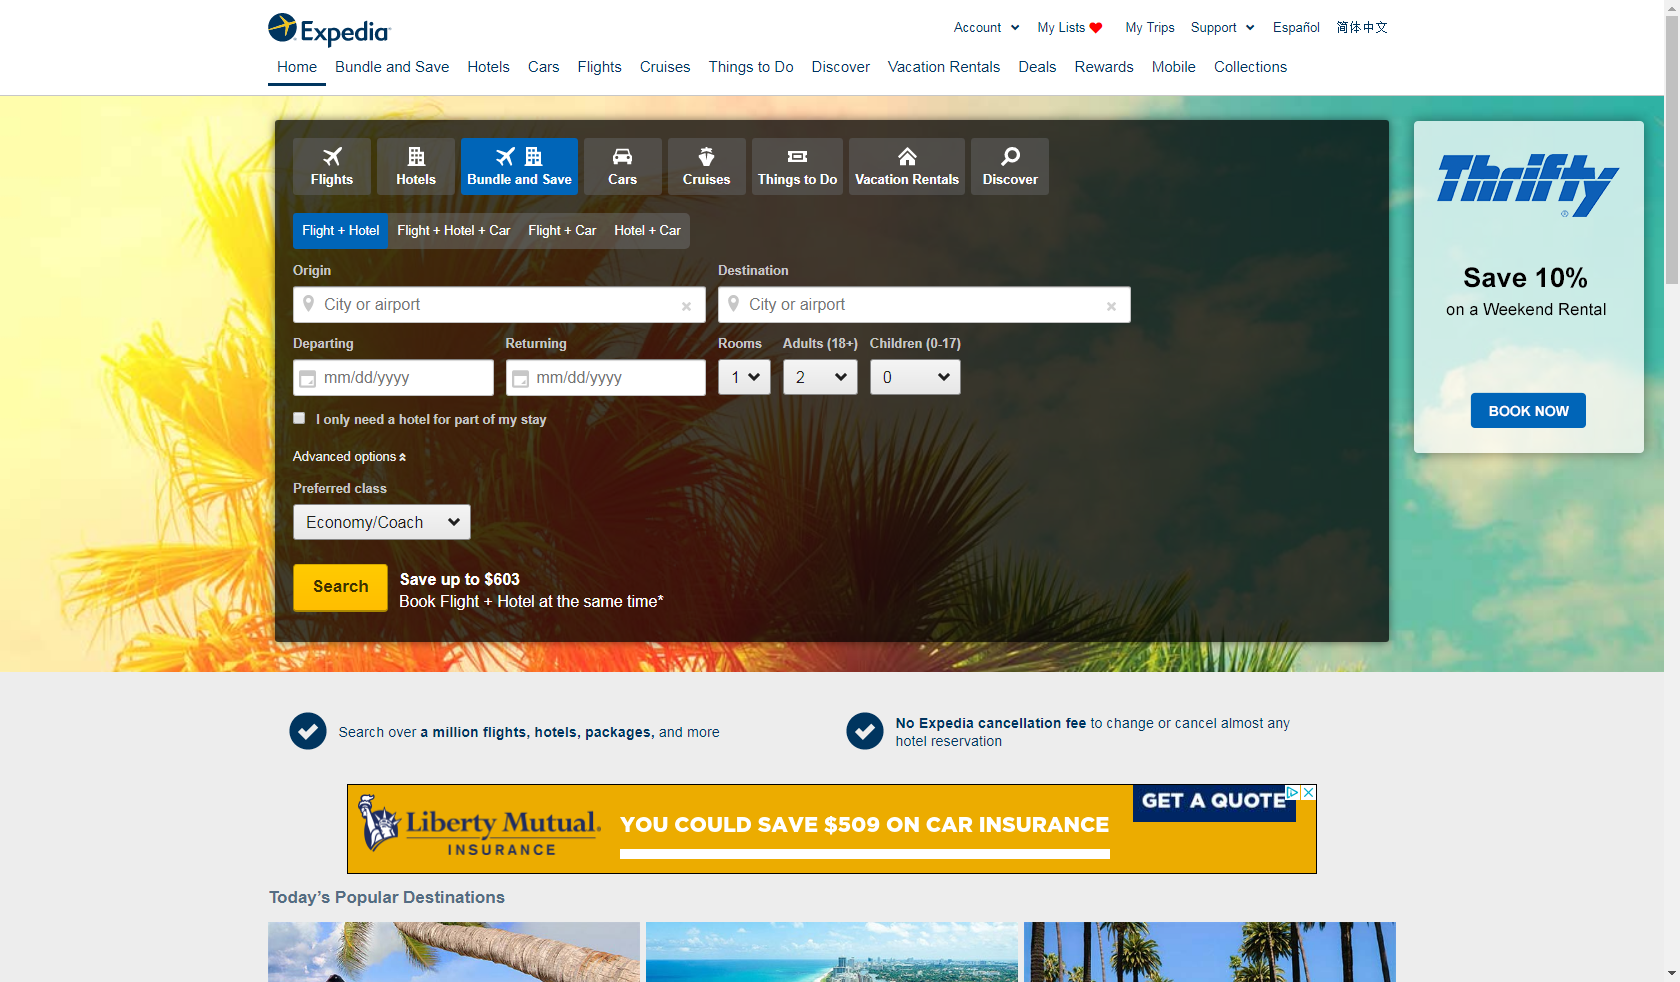 Expedia
Account
My Lists
My Trips
Support
Español
简体中文
Home
Bundle and Save
Hotels
Cars
Flights
Cruises
Things to Do
Discover
Vacation Rentals
Deals
Rewards
Mobile
Collections
Flights
Hotels
Bundle and Save
Cars
Cruises
Things to Do
Vacation Rentals
Discover
Flight + Hotel
Flight + Hotel + Car
Flight + Car
Hotel + Car
Origin
Destination
City or airport
City or airport
Departing
Returning
Rooms
Adults (18+)
Children (0-17)
mm/dd/yyyy
mm/dd/yyyy
1
2
0
I only need a hotel for part of my stay
Advanced options
Preferred class
Economy/Coach
Search
Save up to $603
Book Flight + Hotel at the same time*
Thrifty
®
Save 10%
on a Weekend Rental
BOOK NOW
Search over a million flights, hotels, packages, and more
No Expedia cancellation fee to change or cancel almost any
hotel reservation
Liberty Mutual.
INSURANCE
YOU COULD SAVE $509 ON CAR INSURANCE
GET A QUOTE
Today’s Popular Destinations